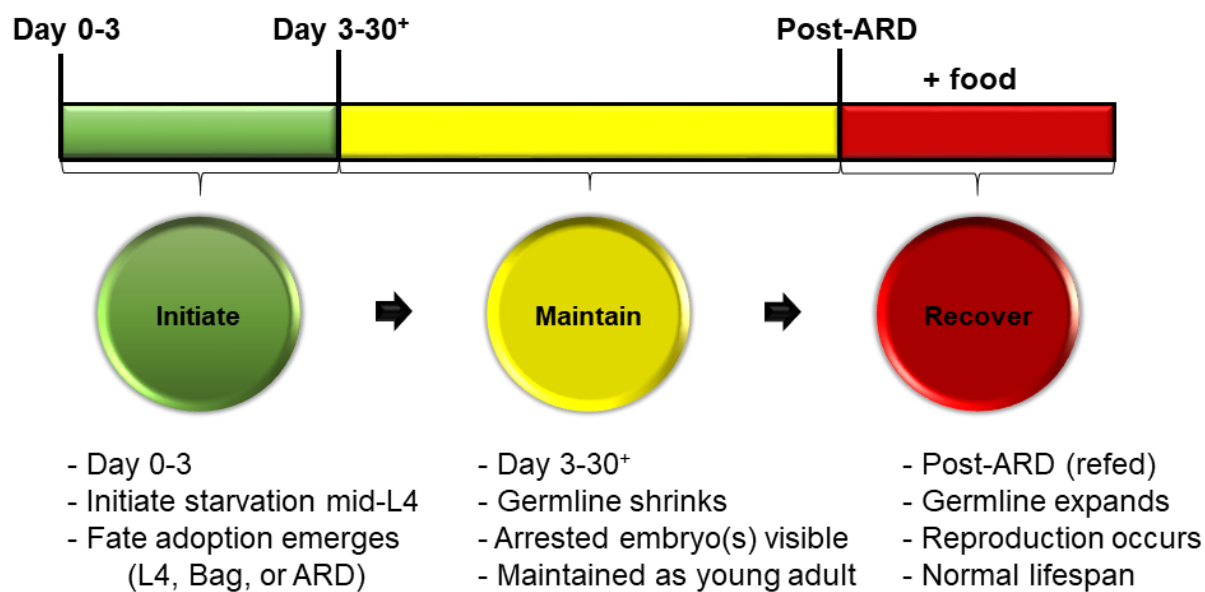 Day 0-3
Day 3-30⁺
Post-ARD
+ food
Initiate
Maintain
Recover
- Day 0-3
- Initiate starvation mid-L4
- Fate adoption emerges
(L4, Bag, or ARD)
- Day 3-30⁺
- Germline shrinks
- Arrested embryo(s) visible
- Maintained as young adult
- Post-ARD (refed)
- Germline expands
- Reproduction occurs
- Normal lifespan